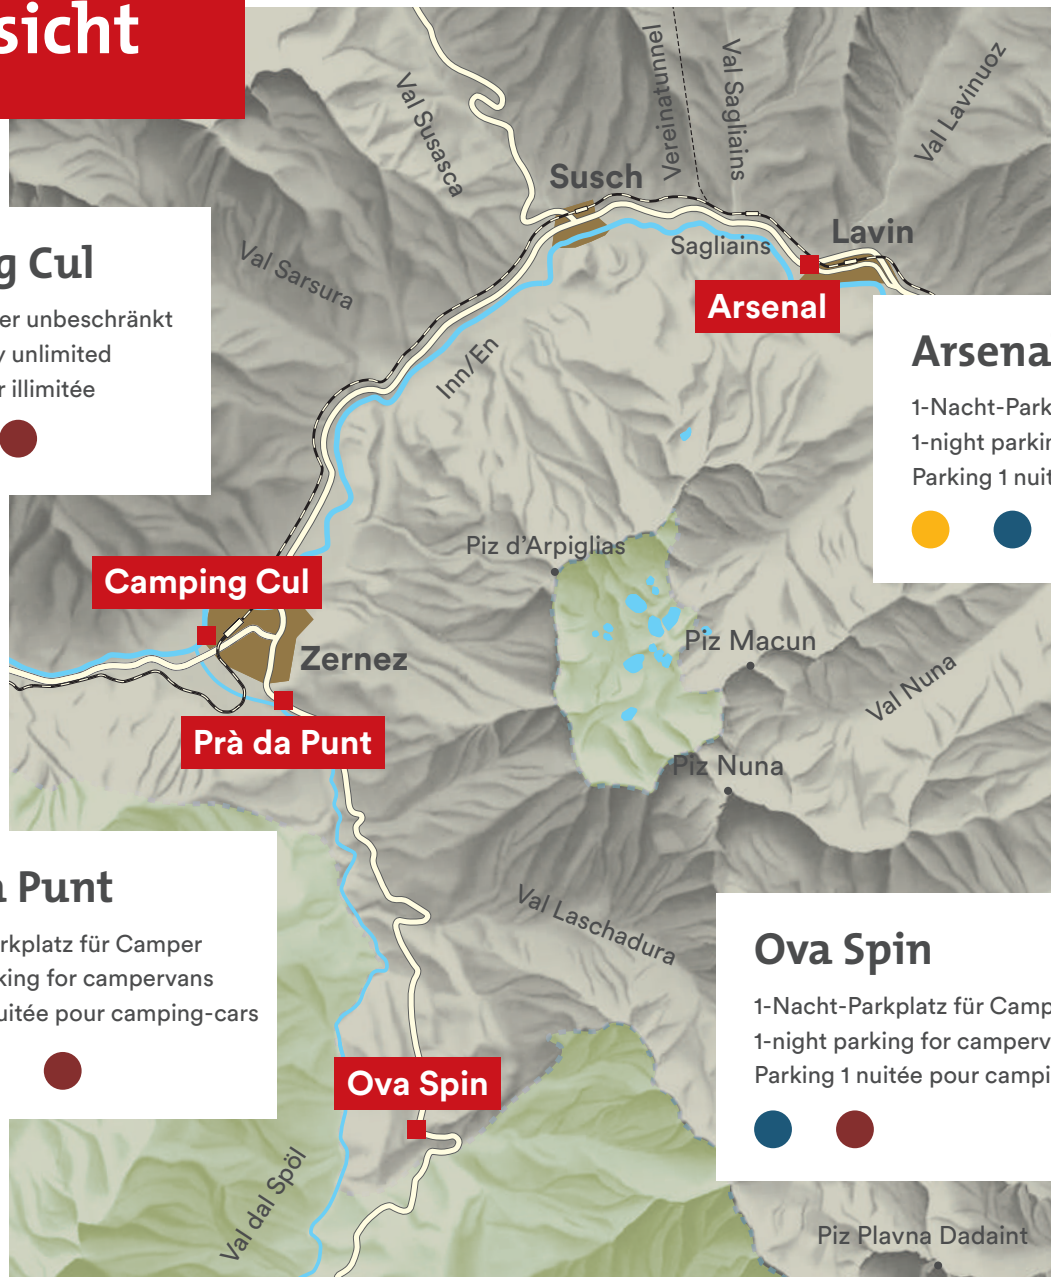 sicht
Val Susasca
Vereinatunnel
Val Sagliains
Val Lavinuoz
Susch
Lavin
Sagliains
Val Sarsura
Arsenal
g Cul
er unbeschränkt
y unlimited
r illimitée
Inn/En
Arsena
1-Nacht-Park
1-night parkin
Parking 1 nuit
Piz d'Arpiglias
Camping Cul
Zernez
Piz Macun
Val Nuna
Prà da Punt
Piz Nuna
a Punt
arkplatz für Camper
king for campervans
uitée pour camping-cars
Val Laschadura
Ova Spin
1-Nacht-Parkplatz für Camp
1-night parking for camperv
Parking 1 nuitée pour campi
Ova Spin
Val dal Spöl
Piz Plavna Dadaint